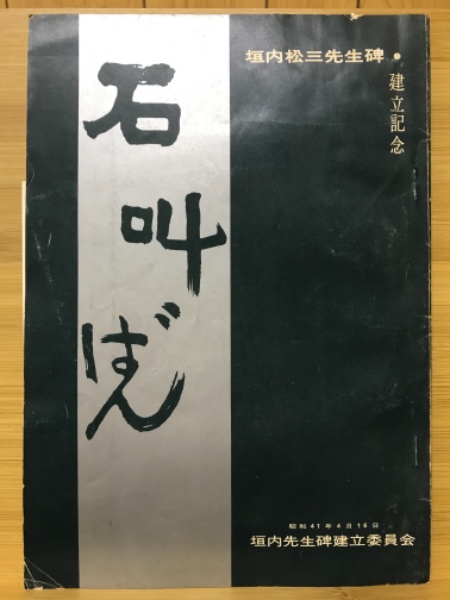 垣内松三先生碑・
建立記念
石叫ばん
昭和41年4月16日
垣内先生碑建立委員会